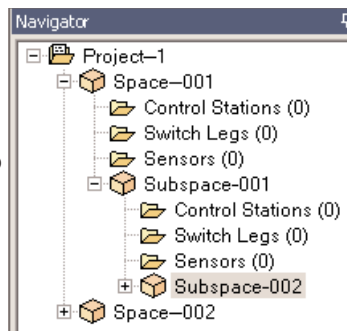 Navigator
Project—1
Space—001
Control Stations (0)
Switch Legs (0)
Sensors (0)
Subspace-001
Control Stations (0)
Switch Legs (0)
Sensors (0)
Subspace-002
Space—002